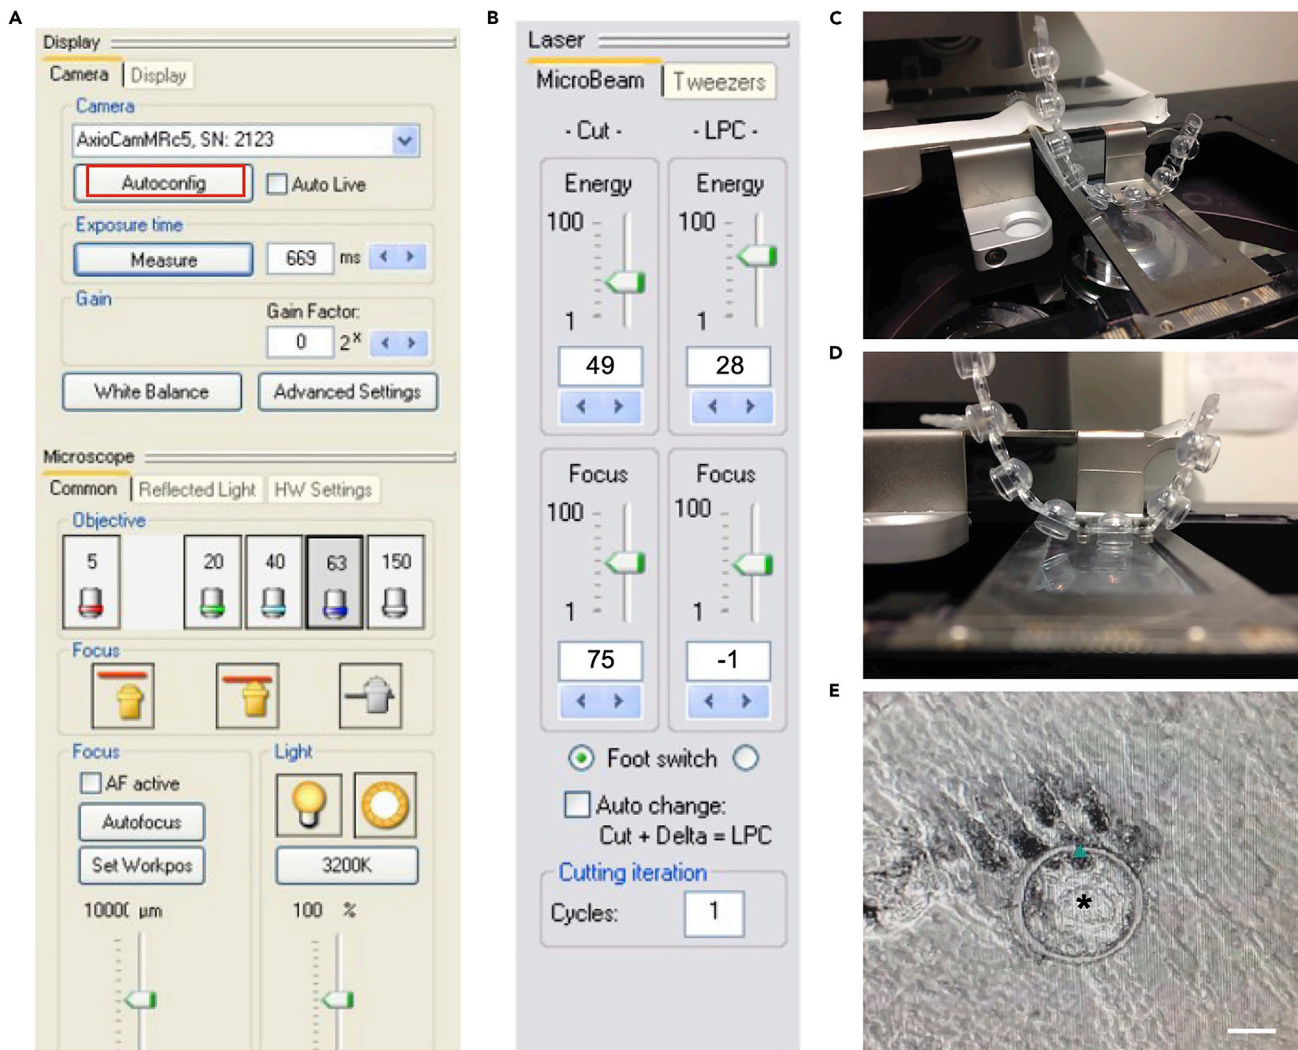 A
Display
Camera Display
Camera
AxioCamMRc5, SN: 2123
Autoconfig Auto Live
Exposure time
Measure 669 ms
Gain
Gain Factor:
0 2ˣ
White Balance Advanced Settings
Microscope
Common Reflected Light HW Settings
Objective
5 20 40 63 150
Focus
Focus Light
AF active
Autofocus
Set Workpos 3200K
1000( µm 100 %
B
Laser
MicroBeam Tweezers
- Cut - - LPC -
Energy Energy
100 100
1 1
49 28
Focus Focus
100 100
1 1
75 -1
Foot switch
Auto change:
Cut + Delta = LPC
Cutting iteration
Cycles: 1
C
D
E
*